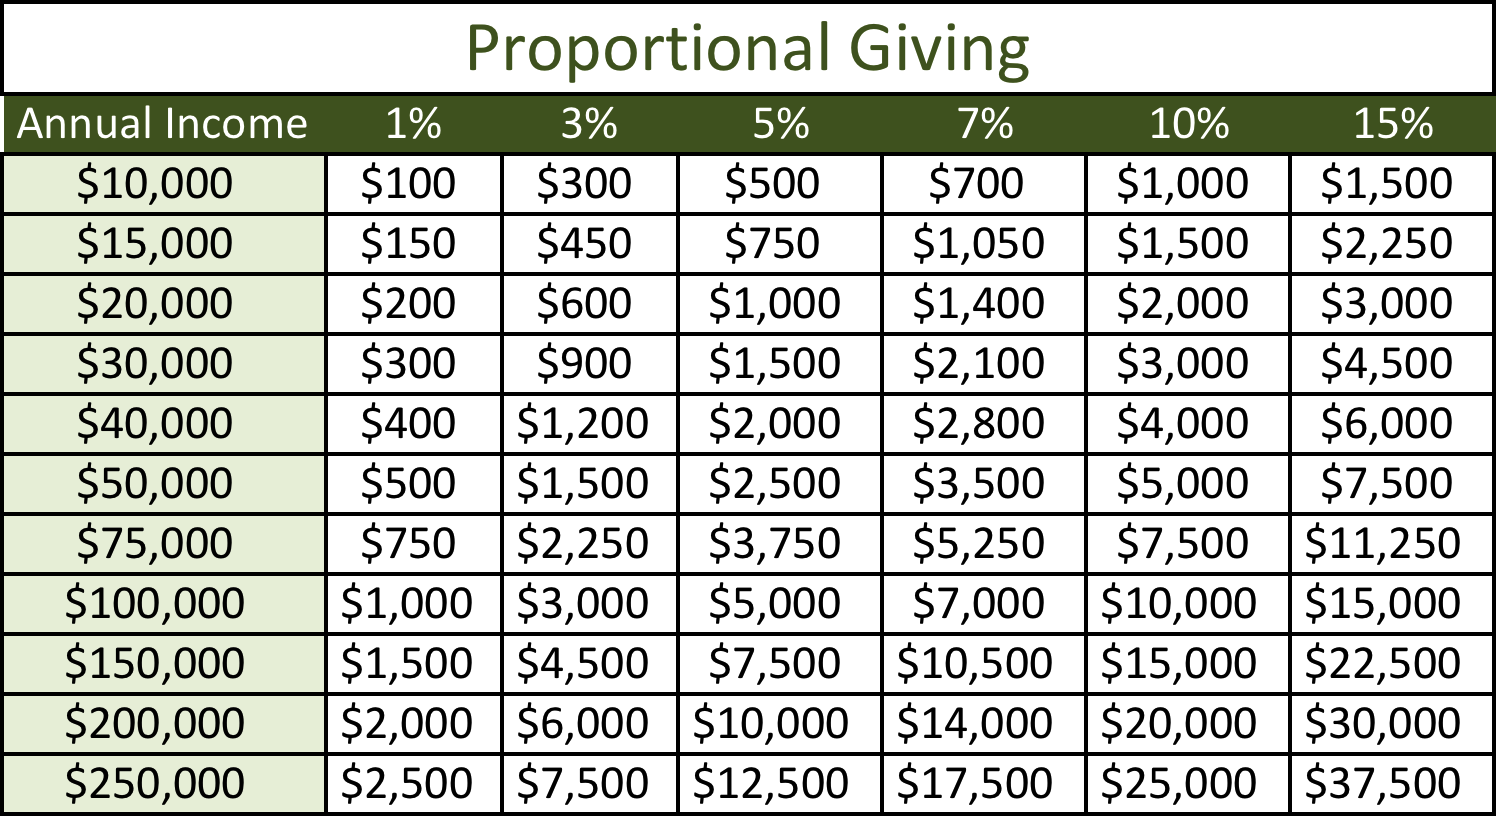 Proportional Giving
Annual Income 1% 3% 5% 7% 10% 15%
$10,000 $100 $300 $500 $700 $1,000 $1,500
$15,000 $150 $450 $750 $1,050 $1,500 $2,250
$20,000 $200 $600 $1,000 $1,400 $2,000 $3,000
$30,000 $300 $900 $1,500 $2,100 $3,000 $4,500
$40,000 $400 $1,200 $2,000 $2,800 $4,000 $6,000
$50,000 $500 $1,500 $2,500 $3,500 $5,000 $7,500
$75,000 $750 $2,250 $3,750 $5,250 $7,500 $11,250
$100,000 $1,000 $3,000 $5,000 $7,000 $10,000 $15,000
$150,000 $1,500 $4,500 $7,500 $10,500 $15,000 $22,500
$200,000 $2,000 $6,000 $10,000 $14,000 $20,000 $30,000
$250,000 $2,500 $7,500 $12,500 $17,500 $25,000 $37,500